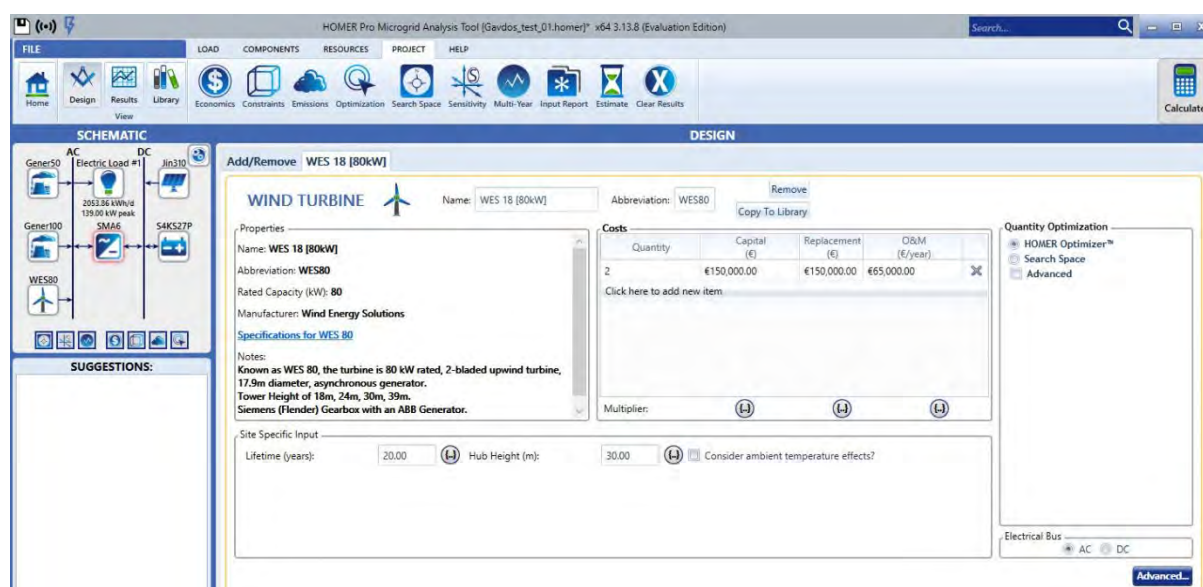 HOMER Pro Microgrid Analysis Tool [Gavdos_test_01.homer]* x64 3.13.8 (Evaluation Edition)
Search...
FILE
LOAD COMPONENTS RESOURCES PROJECT HELP
Home
Design Results Library
View
Economics Constraints Emissions Optimization Search Space Sensitivity Multi-Year Input Report Estimate Clear Results
Calculate
SCHEMATIC
AC DC
Gener50 Electric Load #1 Jin310
2053.86 kWh/d
139.00 kW peak
Gener100 SMA6 S4KS27P
WES80
SUGGESTIONS:
DESIGN
Add/Remove WES 18 [80kW]
WIND TURBINE
Name: WES 18 [80kW]
Abbreviation: WES80
Remove
Copy To Library
Properties
Name: WES 18 [80kW]
Abbreviation: WES80
Rated Capacity (kW): 80
Manufacturer: Wind Energy Solutions
Specifications for WES 80
Notes:
Known as WES 80, the turbine is 80 kW rated, 2-bladed upwind turbine,
17.9m diameter, asynchronous generator.
Tower Height of 18m, 24m, 30m, 39m.
Siemens (Flender) Gearbox with an ABB Generator.
Costs
Quantity Capital (€) Replacement (€) O&M (€/year)
2 €150,000.00 €150,000.00 €65,000.00
Click here to add new item
Multiplier: (..) (..) (..)
Quantity Optimization
HOMER Optimizer™
Search Space
Advanced
Site Specific Input
Lifetime (years): 20.00 (..) Hub Height (m): 30.00 (..) Consider ambient temperature effects?
Electrical Bus
AC DC
Advanced...